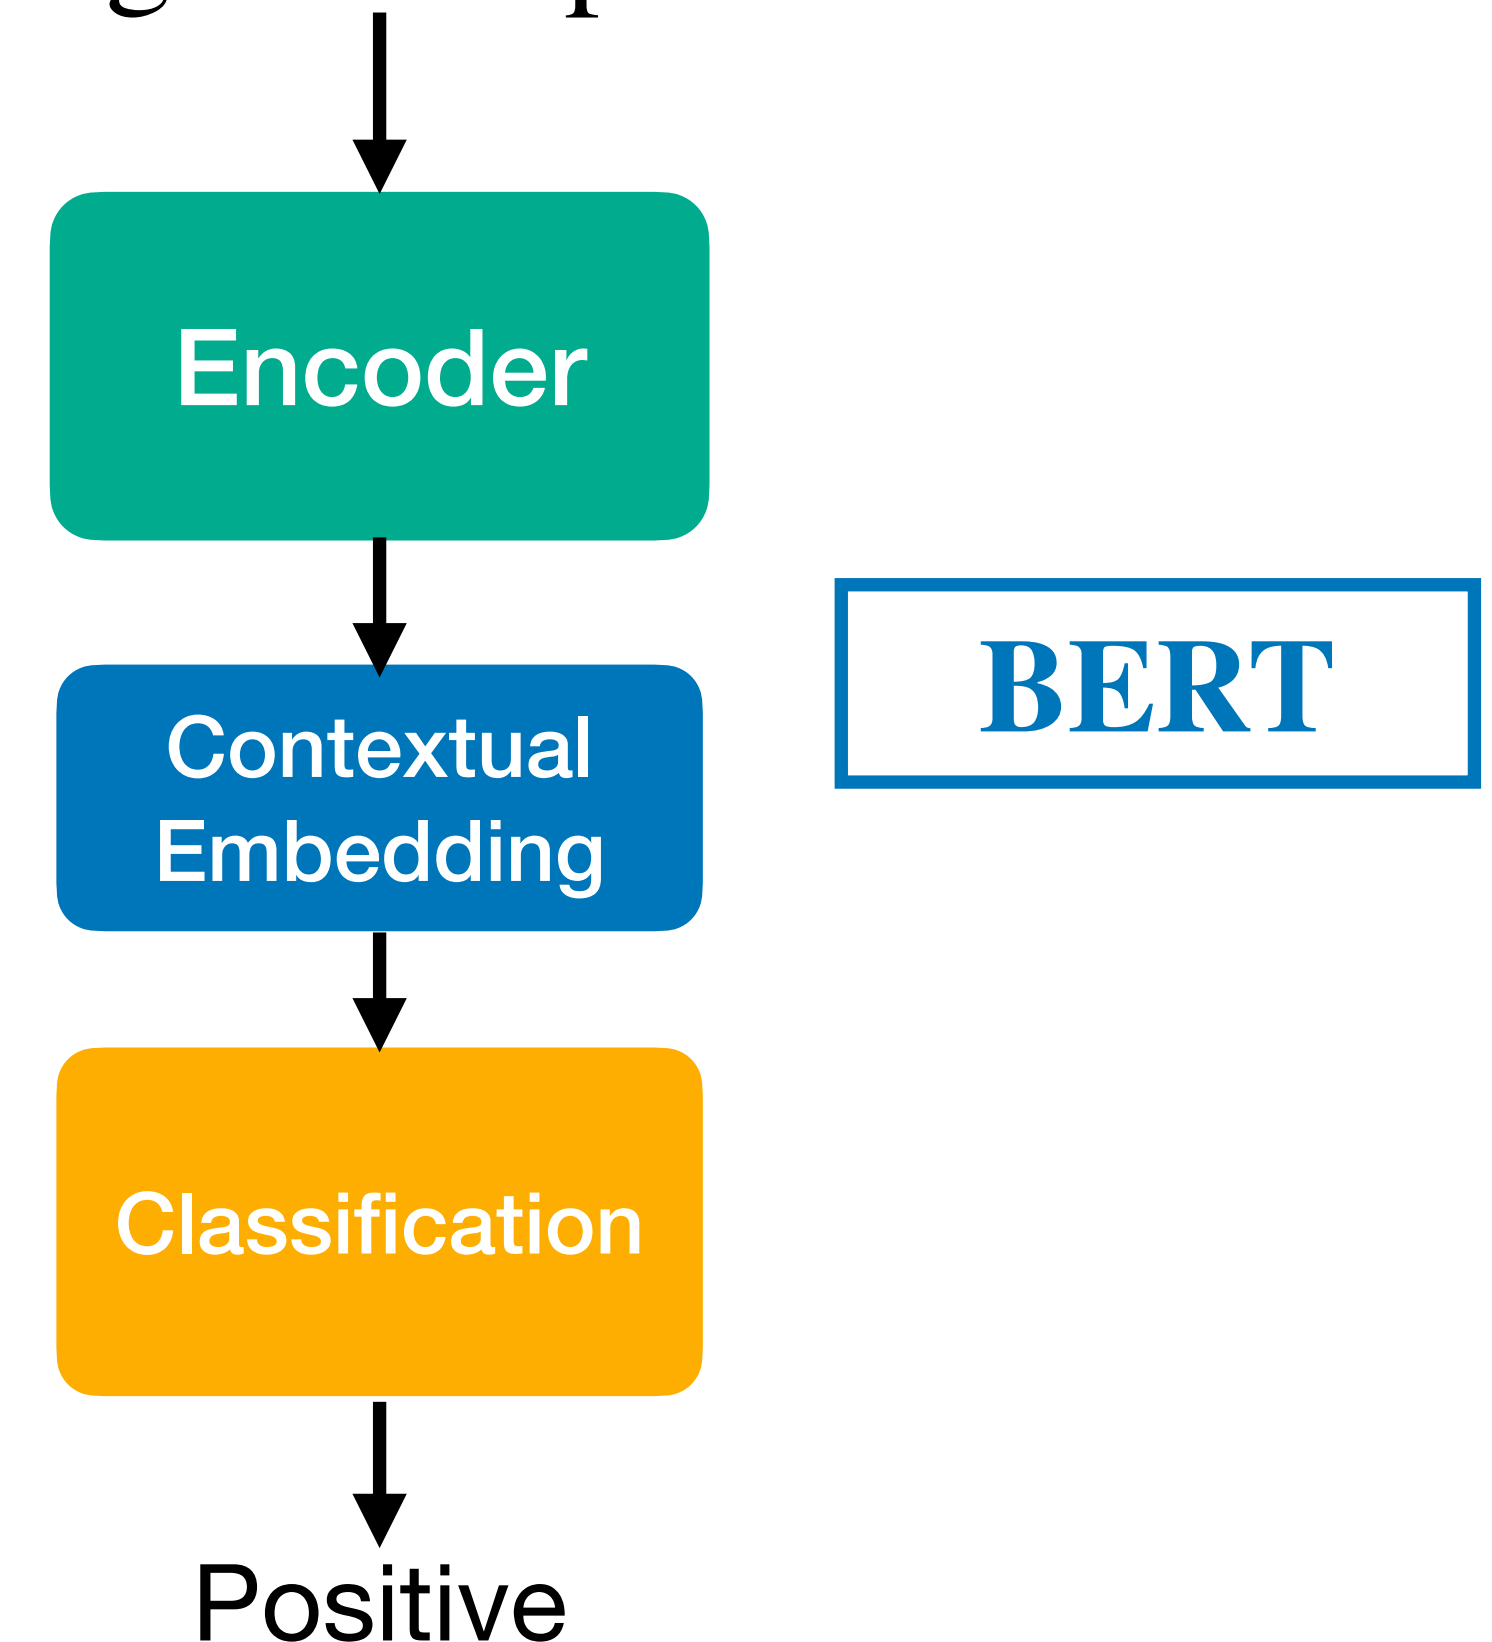 Encoder
Contextual
Embedding
BERT
Classification
Positive